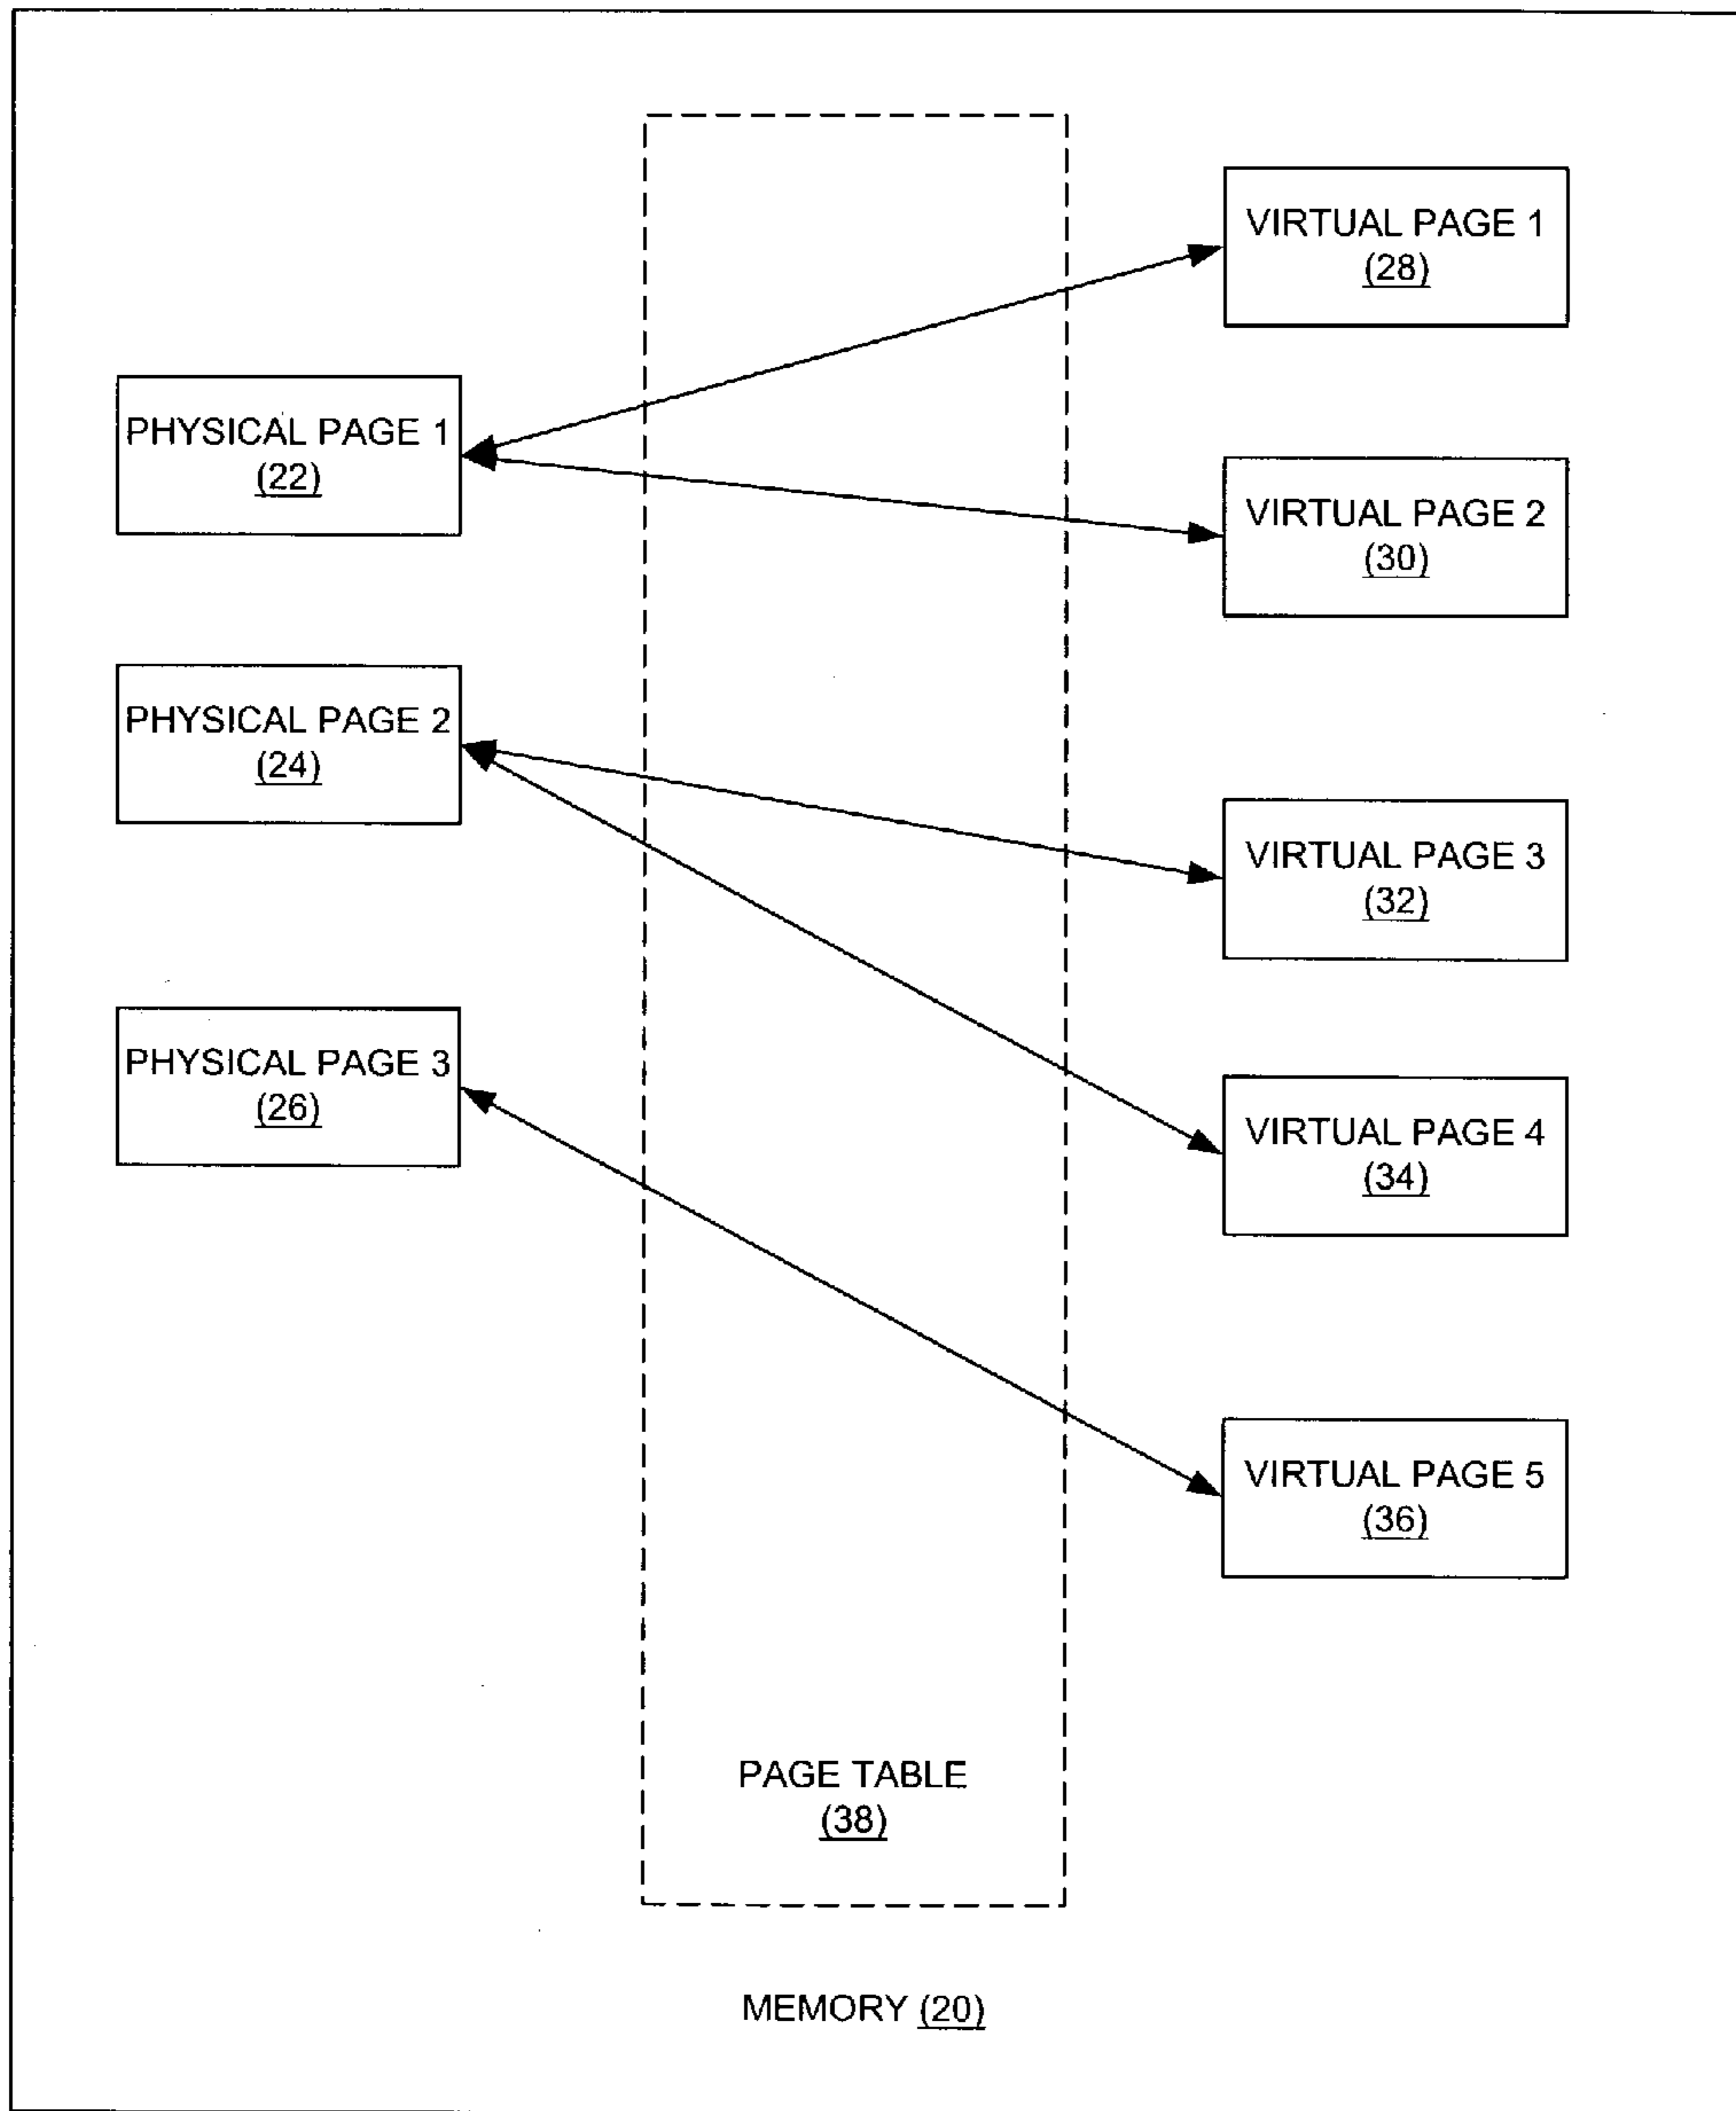 VIRTUAL PAGE 1
(28)
PHYSICAL PAGE 1
(22)
VIRTUAL PAGE 2
(30)
PHYSICAL PAGE 2
(24)
VIRTUAL PAGE 3
(32)
PHYSICAL PAGE 3
(26)
VIRTUAL PAGE 4
(34)
VIRTUAL PAGE 5
(36)
PAGE TABLE
(38)
MEMORY (20)